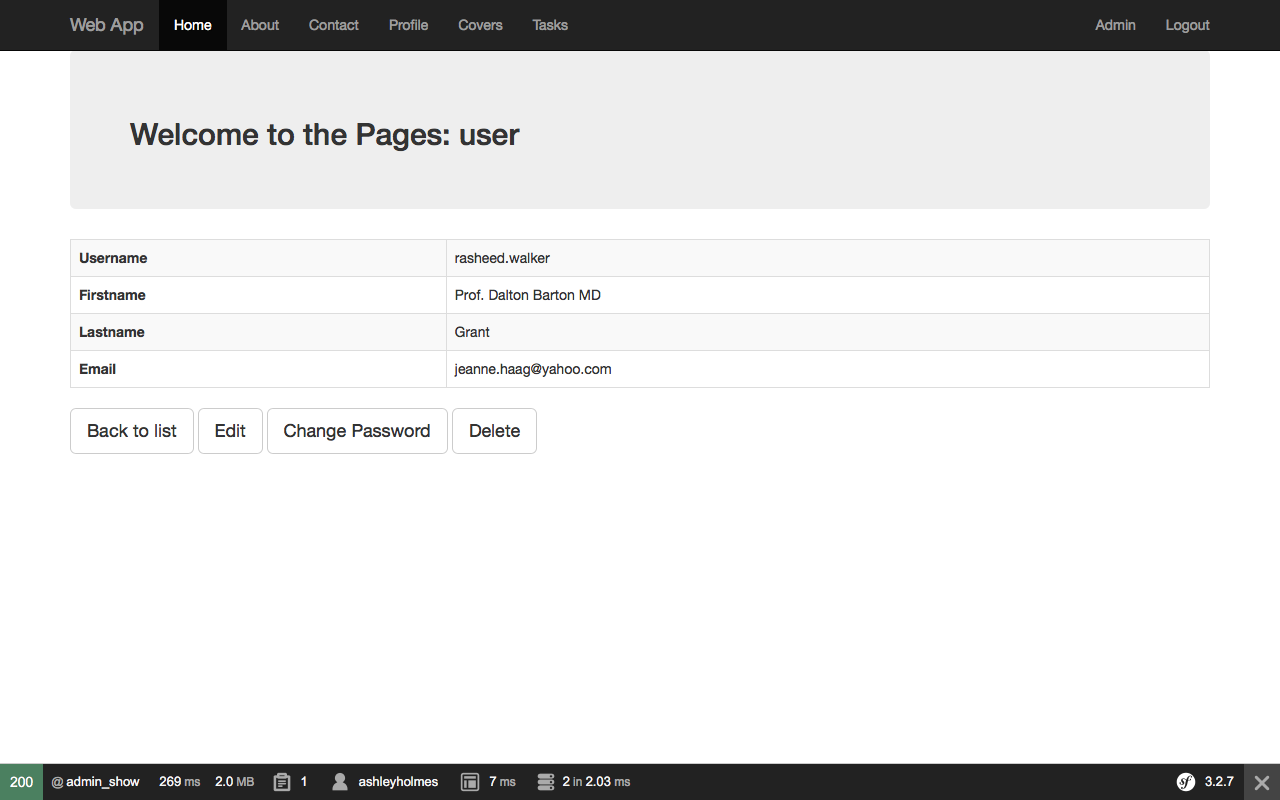 Web App Home About Contact Profile Covers Tasks Admin Logout
Welcome to the Pages: user
Username rasheed.walker
Firstname Prof. Dalton Barton MD
Lastname Grant
Email jeanne.haag@yahoo.com
Back to list Edit Change Password Delete
200 @ admin_show 269 ms 2.0 MB 1 ashleyholmes 7 ms 2 in 2.03 ms sf 3.2.7